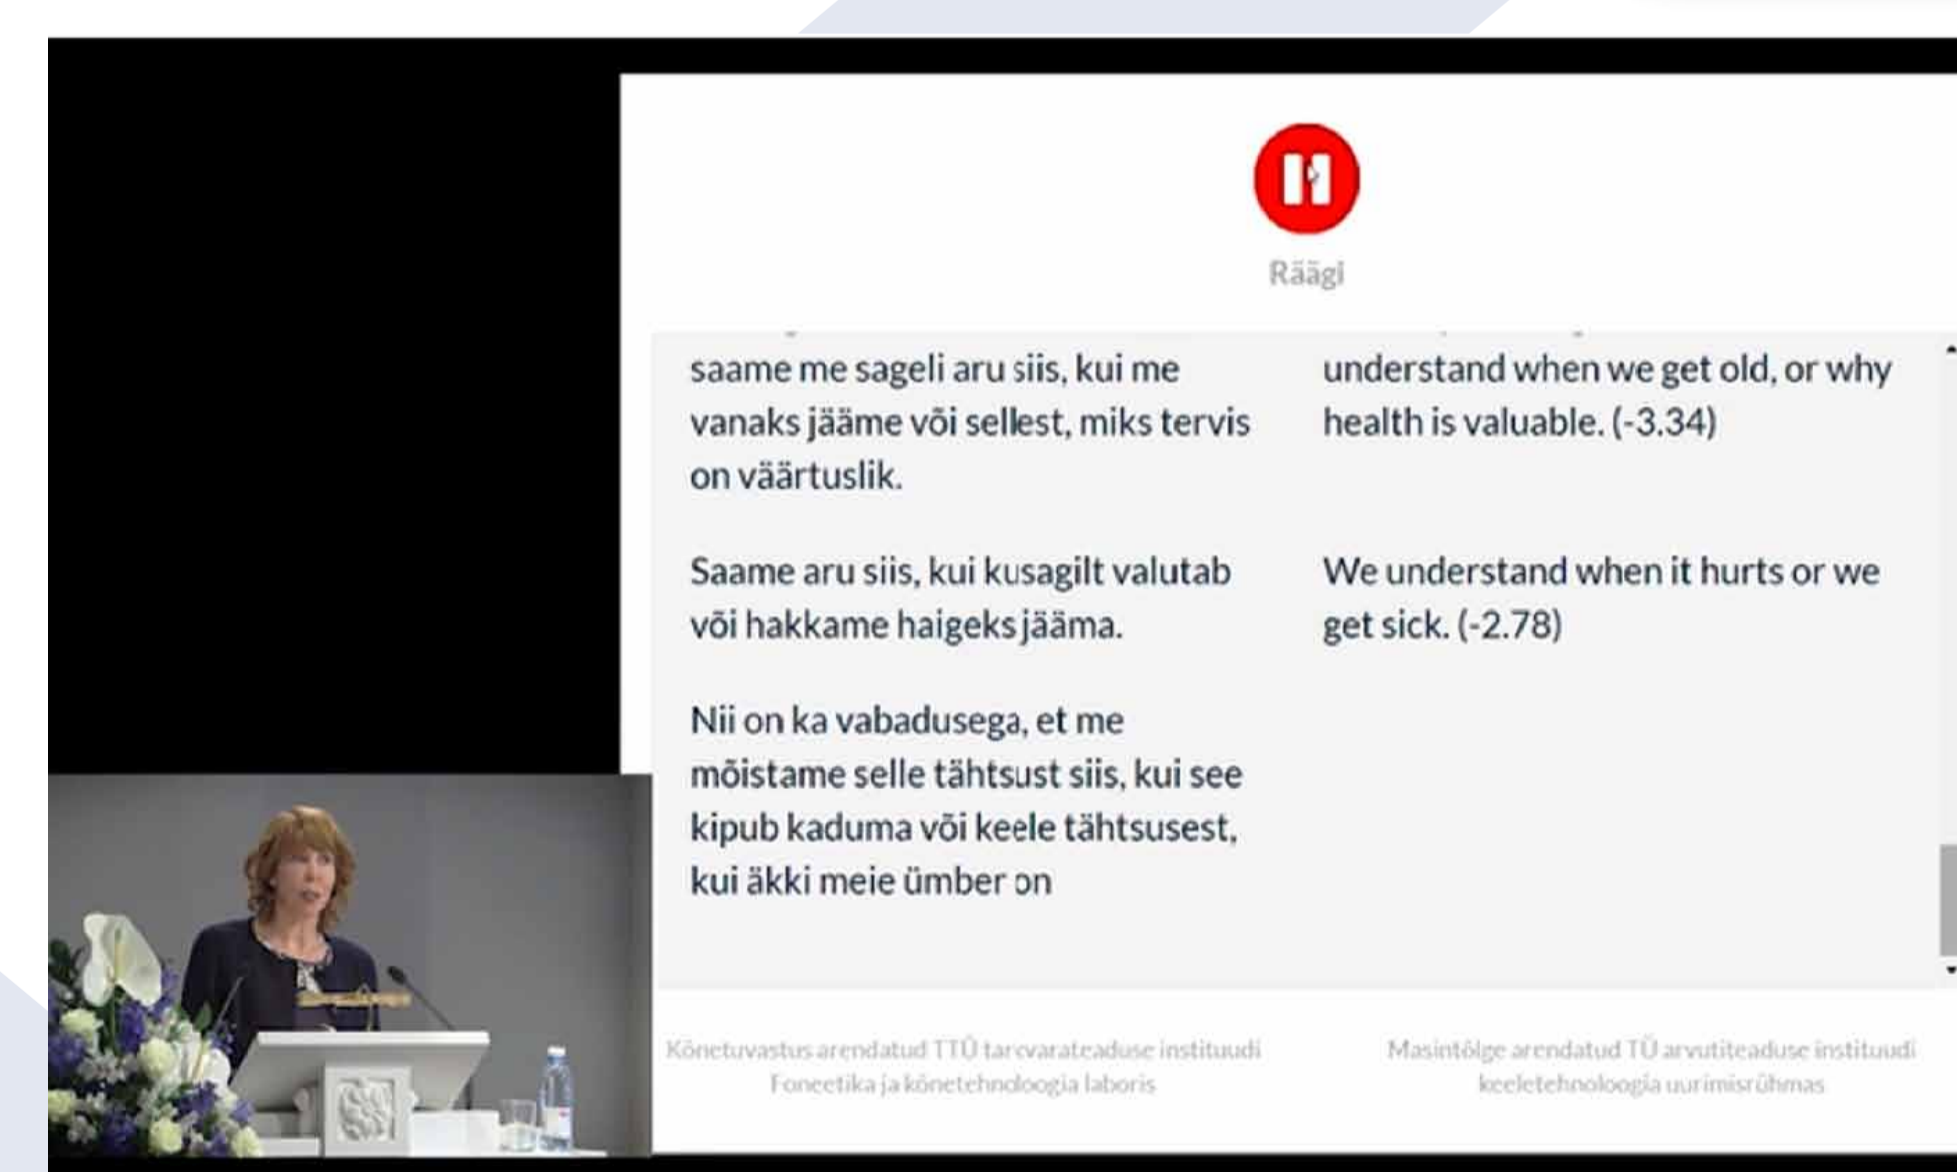 Räägi
saame me sageli aru siis, kui me
vanaks jääme või sellest, miks tervis
on väärtuslik.
understand when we get old, or why
health is valuable. (-3.34)
Saame aru siis, kui kusagilt valutab
või hakkame haigeks jääma.
We understand when it hurts or we
get sick. (-2.78)
Nii on ka vabadusega, et me
mõistame selle tähtsust siis, kui see
kipub kaduma või keele tähtsusest,
kui äkki meie ümber on
Kõnetuvastus arendatud TTÜ tarkvarateaduse instituudi
Foneetika ja kõnetehnoloogia laboris
Masintõlge arendatud TÜ arvutiteaduse instituudi
keeletehnoloogia uurimisrühmas